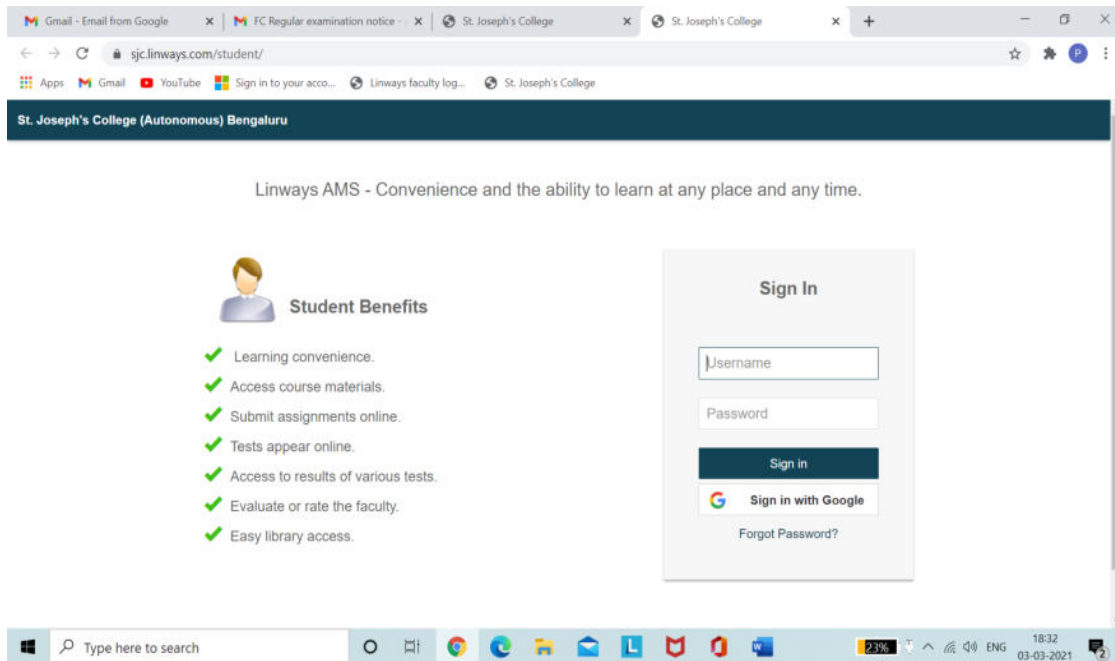 Gmail - Email from Google
FC Regular examination notice -
St. Joseph's College
St. Joseph's College
sjc.linways.com/student/
P
Apps
Gmail
YouTube
Sign in to your acco...
Linways faculty log...
St. Joseph's College
St. Joseph's College (Autonomous) Bengaluru
Linways AMS - Convenience and the ability to learn at any place and any time.
Student Benefits
Learning convenience.
Access course materials.
Submit assignments online.
Tests appear online.
Access to results of various tests.
Evaluate or rate the faculty.
Easy library access.
Sign In
Username
Password
Sign in
Sign in with Google
Forgot Password?
Type here to search
L
23%
ENG
18:32
03-03-2021
2